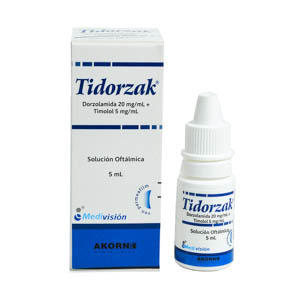 Tidorzak®
Dorzolamida 20 mg/mL +
Timolol 5 mg/mL
Solución Oftálmica
5 mL
Medivisión
AKORN
Tidorzak®
Dorzolamida 20 mg/mL +
Timolol 5 mg/mL
Solución Oftálmica
5 mL
Medivisión
AKORN